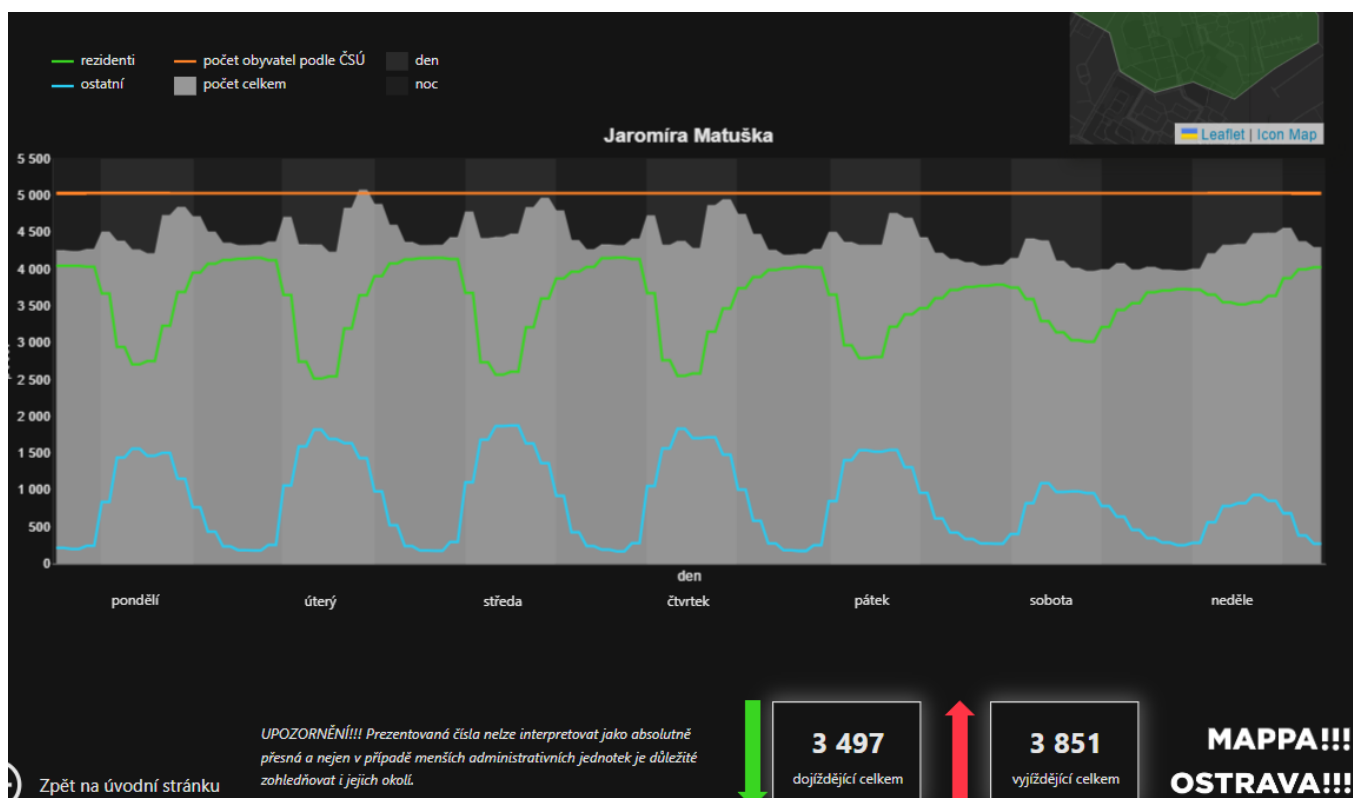 rezidenti
počet obyvatel podle ČSÚ
den
ostatní
počet celkem
noc
Leaflet | Icon Map
Jaromíra Matuška
5 500
5 000
4 500
4 000
3 500
3 000
2 500
2 000
1 500
1 000
500
0
den
pondělí
úterý
středa
čtvrtek
pátek
sobota
neděle
UPOZORNĚNÍ!!! Prezentovaná čísla nelze interpretovat jako absolutně
přesná a nejen v případě menších administrativních jednotek je důležité
zohledňovat i jejich okolí.
Zpět na úvodní stránku
3 497
dojíždějící celkem
3 851
vyjíždějící celkem
MAPPA!!!
OSTRAVA!!!